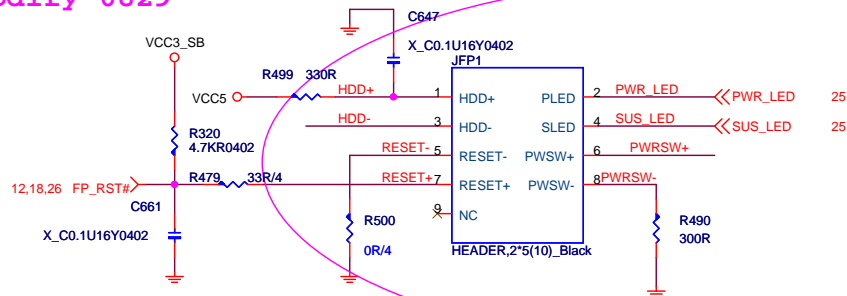 0829
C647
VCC3_SB
X_C0.1U16Y0402
JFP1
R499 330R
VCC5
HDD+ 1 HDD+ PLED 2 PWR_LED PWR_LED 25
HDD- 3 HDD- SLED 4 SUS_LED SUS_LED 25
R320
4.7KR0402
RESET- 5 RESET- PWSW+ 6 PWRSW+
12,18,26 FP_RST# R479 33R/4 RESET+ 7 RESET+ PWSW- 8 PWRSW-
C661
9 NC
X_C0.1U16Y0402
R500
0R/4
R490
300R
HEADER,2*5(10)_Black